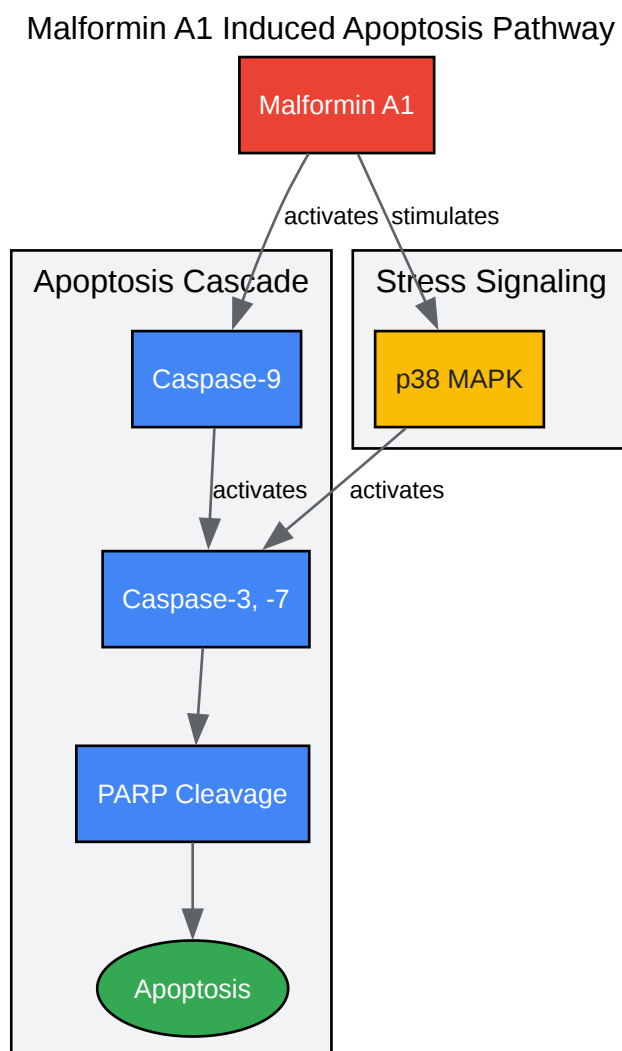 Malformin A1 Induced Apoptosis Pathway
Malformin A1
activates
stimulates
Apoptosis Cascade
Stress Signaling
Caspase-9
p38 MAPK
activates
activates
Caspase-3, -7
PARP Cleavage
Apoptosis